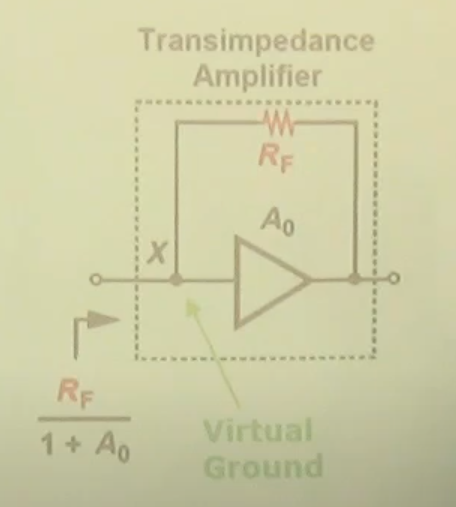 Transimpedance
Amplifier
R_F
A_0
X
R_F
1 + A_0
Virtual
Ground